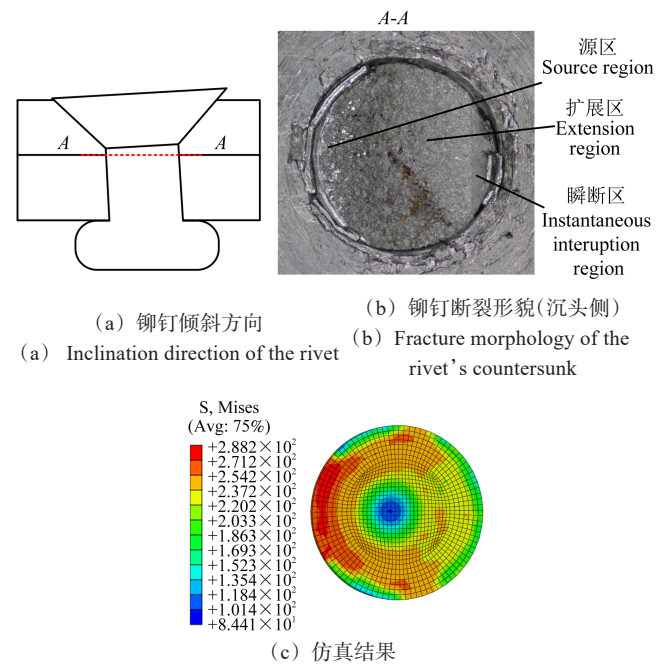 A-A
源区
Source region
扩展区
Extension
region
瞬断区
Instantaneous
interuption
region
A
A
(a) 铆钉倾斜方向
(a) Inclination direction of the rivet
(b) 铆钉断裂形貌(沉头侧)
(b) Fracture morphology of the
rivet's countersunk
S, Mises
(Avg: 75%)
+2.882×10²
+2.712×10²
+2.542×10²
+2.372×10²
+2.202×10²
+2.033×10²
+1.863×10²
+1.693×10²
+1.523×10²
+1.354×10²
+1.184×10²
+1.014×10²
+8.441×10¹
(c) 仿真结果